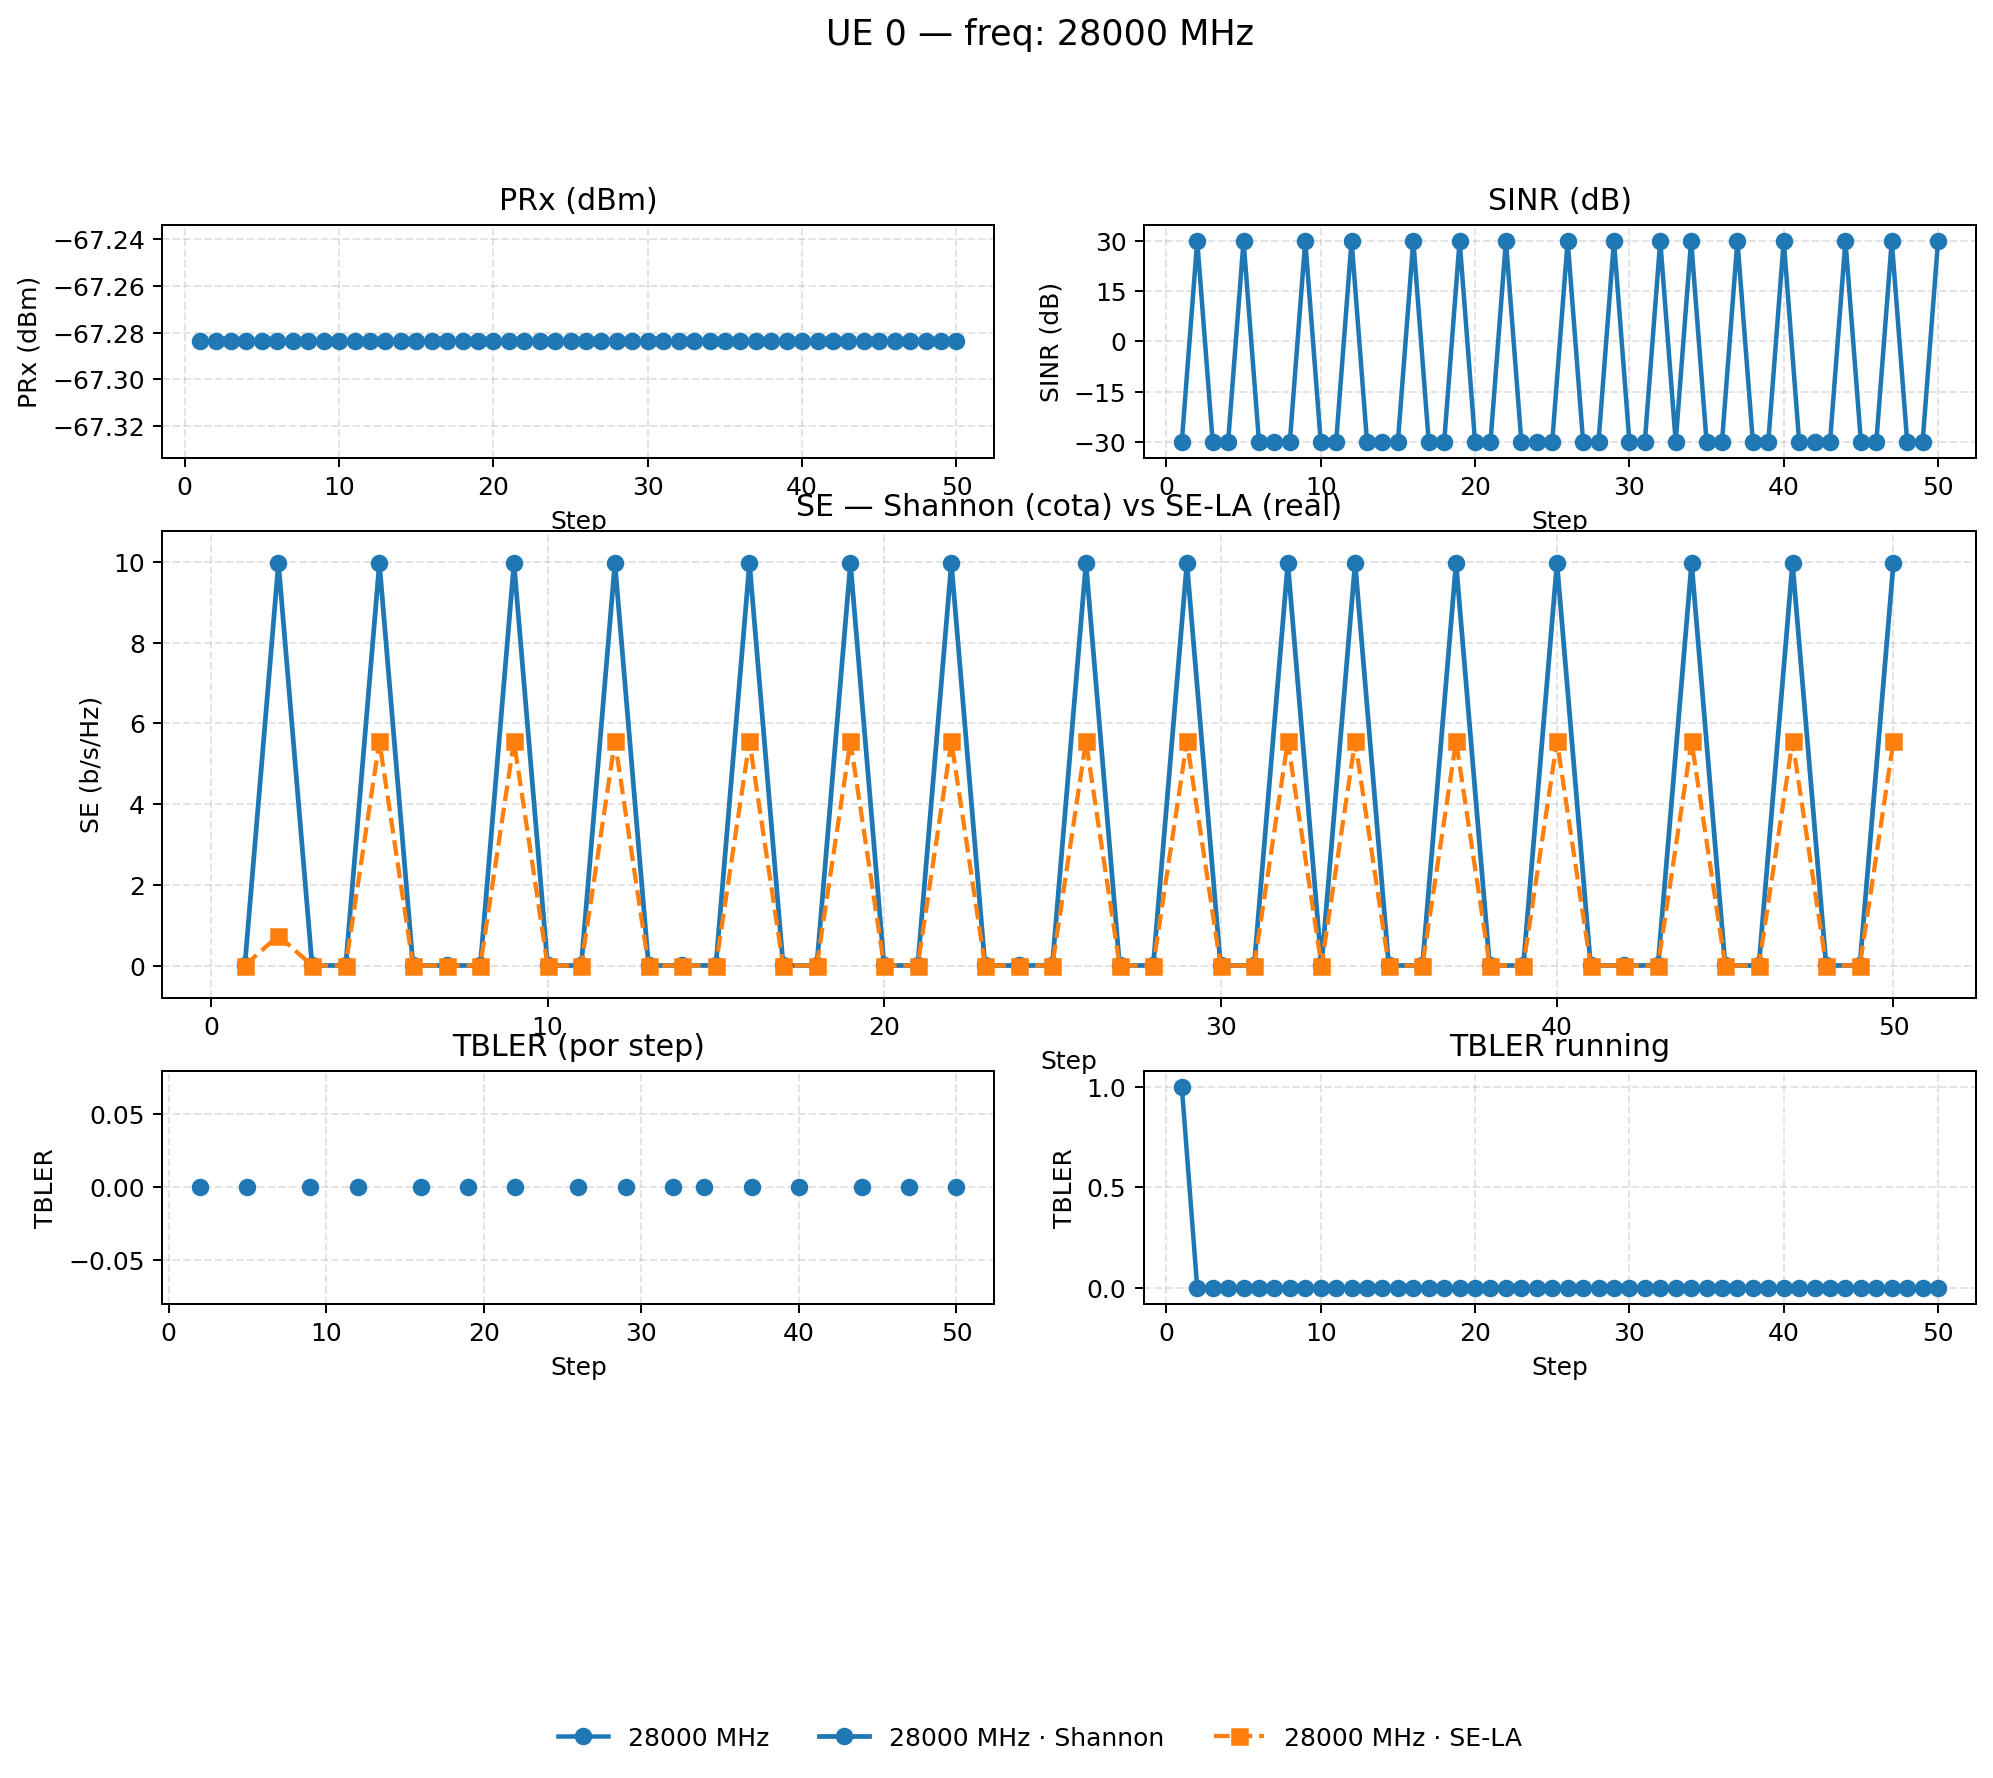 UE 0 — freq: 28000 MHz
PRx (dBm)
PRx (dBm)
−67.24
−67.26
−67.28
−67.30
−67.32
0 10 20 30 40 50
Step
SINR (dB)
SINR (dB)
30
15
0
−15
−30
0 10 20 30 40 50
Step
SE — Shannon (cota) vs SE-LA (real)
SE (b/s/Hz)
10
8
6
4
2
0
0 10 20 30 40 50
Step
TBLER (por step)
TBLER
0.05
0.00
−0.05
0 10 20 30 40 50
Step
TBLER running
TBLER
1.0
0.5
0.0
0 10 20 30 40 50
Step
28000 MHz 28000 MHz · Shannon 28000 MHz · SE-LA